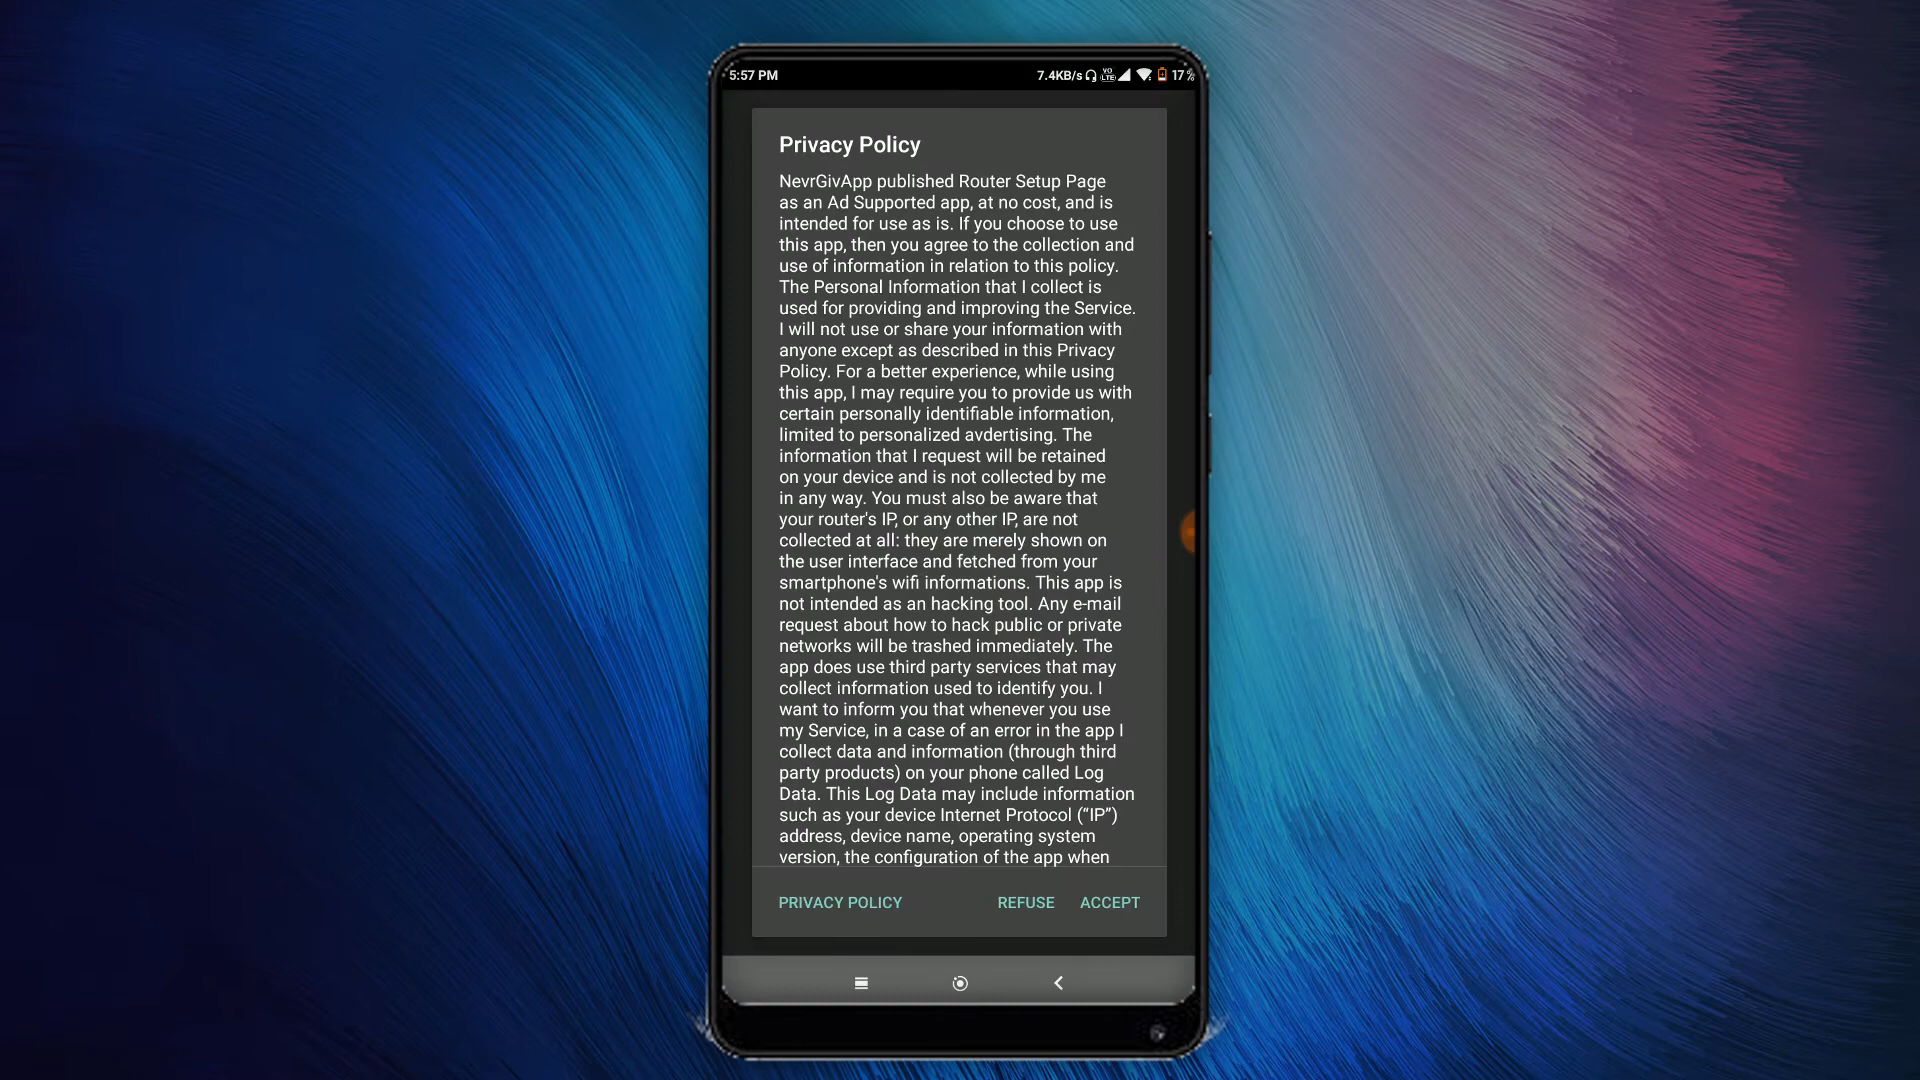 5:57 PM
7.4KB/s VO LTE 17%
Privacy Policy
NevrGivApp published Router Setup Page
as an Ad Supported app, at no cost, and is
intended for use as is. If you choose to use
this app, then you agree to the collection and
use of information in relation to this policy.
The Personal Information that I collect is
used for providing and improving the Service.
I will not use or share your information with
anyone except as described in this Privacy
Policy. For a better experience, while using
this app, I may require you to provide us with
certain personally identifiable information,
limited to personalized avdertising. The
information that I request will be retained
on your device and is not collected by me
in any way. You must also be aware that
your router's IP, or any other IP, are not
collected at all: they are merely shown on
the user interface and fetched from your
smartphone's wifi informations. This app is
not intended as an hacking tool. Any e-mail
request about how to hack public or private
networks will be trashed immediately. The
app does use third party services that may
collect information used to identify you. I
want to inform you that whenever you use
my Service, in a case of an error in the app I
collect data and information (through third
party products) on your phone called Log
Data. This Log Data may include information
such as your device Internet Protocol (“IP”)
address, device name, operating system
version, the configuration of the app when
PRIVACY POLICY REFUSE ACCEPT